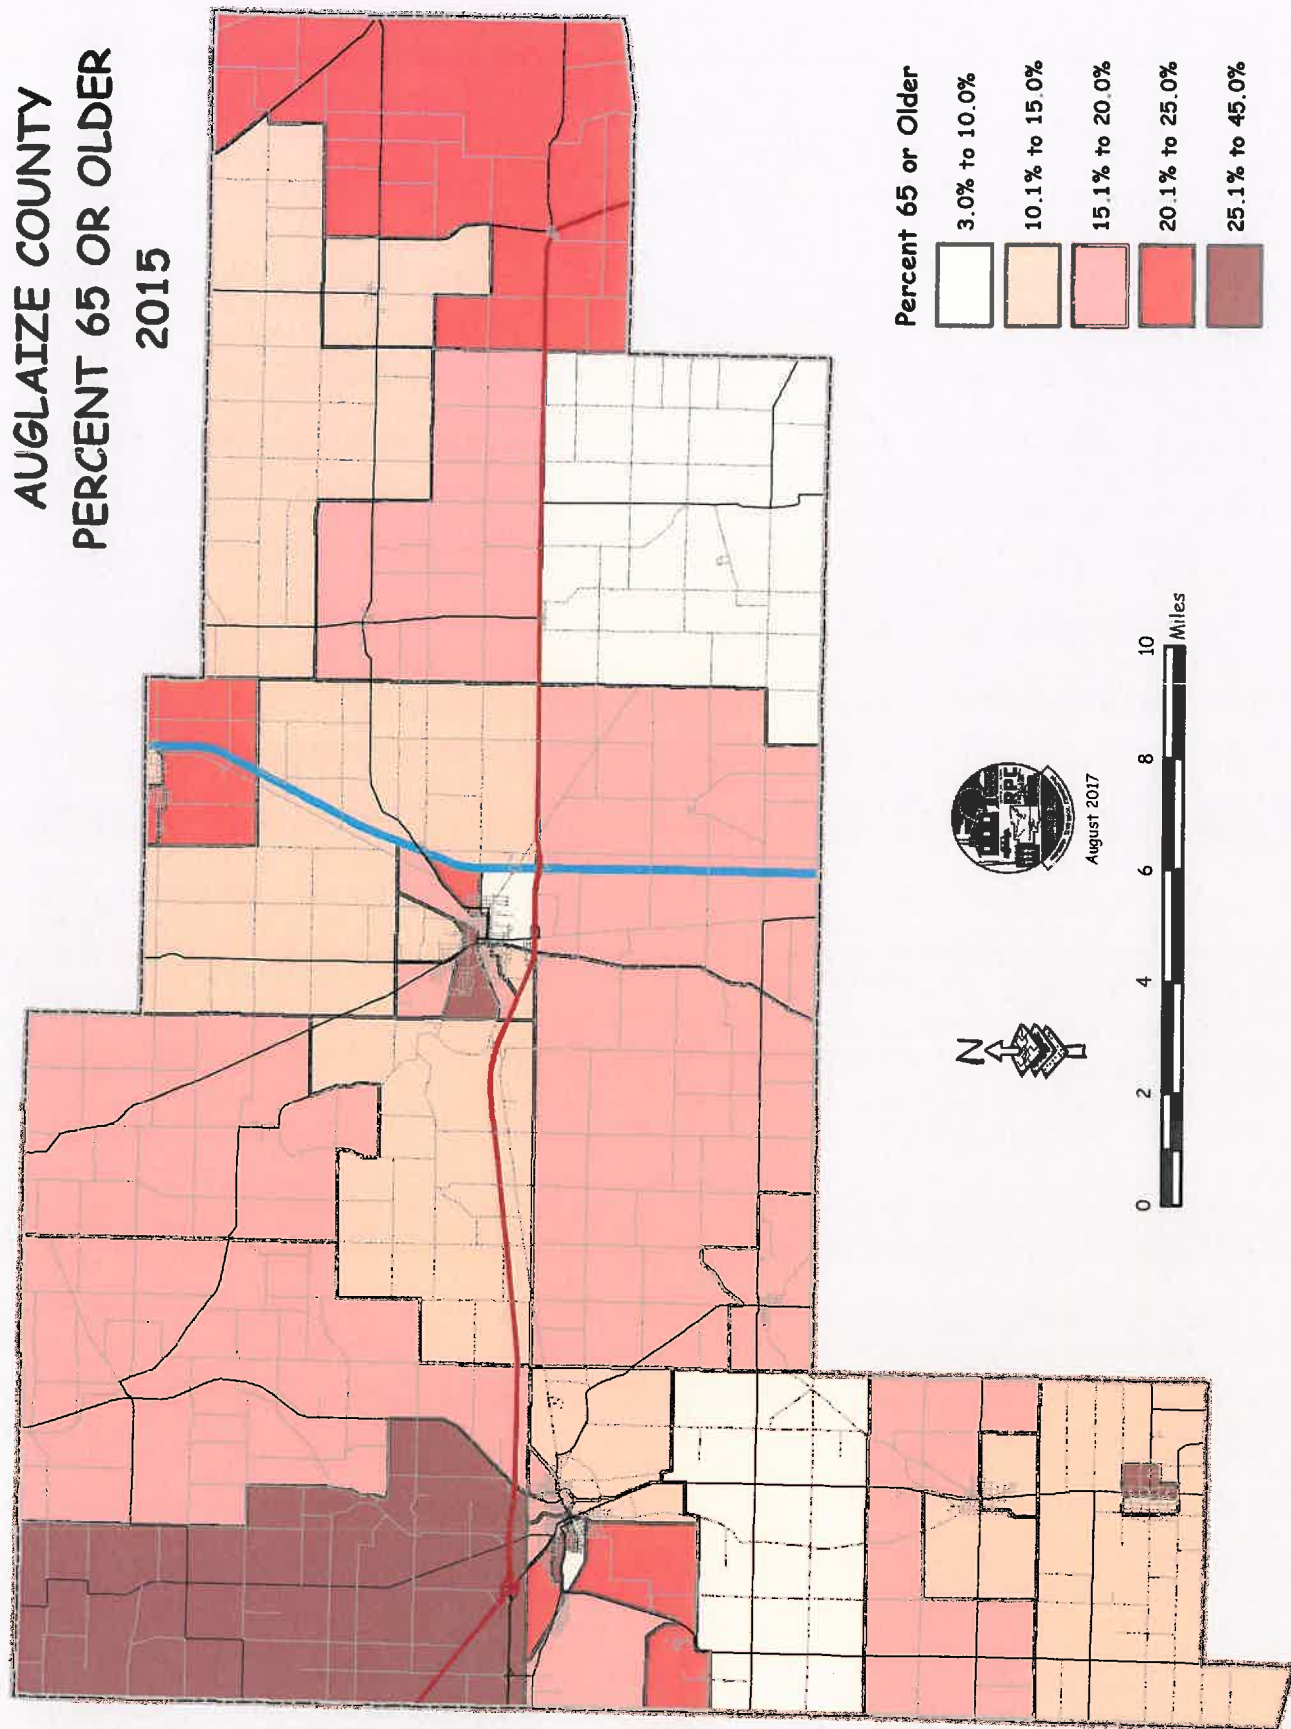 AUGLAIZE COUNTY
PERCENT 65 OR OLDER
2015
Percent 65 or Older
3.0% to 10.0%
10.1% to 15.0%
15.1% to 20.0%
20.1% to 25.0%
25.1% to 45.0%
N
RPC
August 2017
0 2 4 6 8 10
Miles